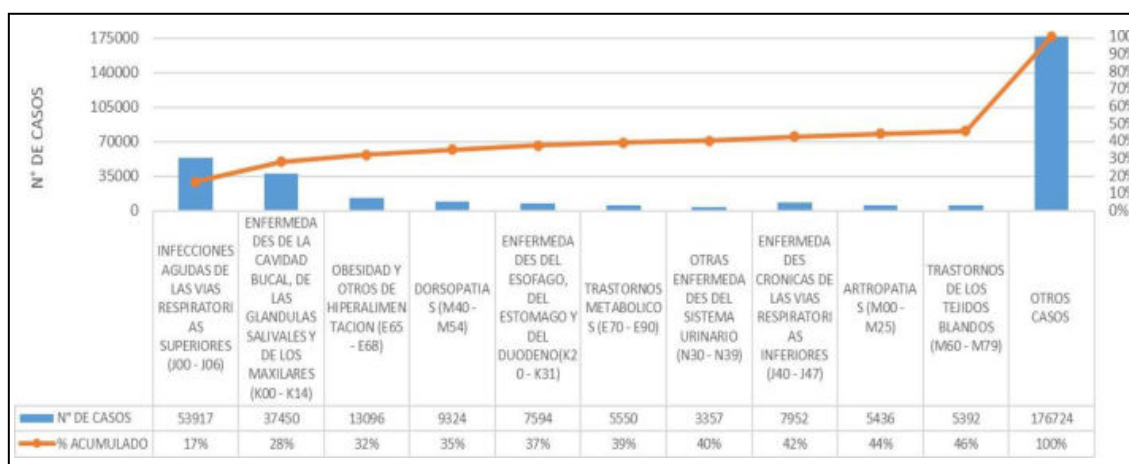 175000
140000
105000
70000
35000
0
N° DE CASOS
100%
90%
80%
70%
60%
50%
40%
30%
20%
10%
0%
INFECCIONES
AGUDAS DE
LAS VIAS
RESPIRATORI
AS
SUPERIORES
(J00 - J06)
ENFERMEDA
DES DE LA
CAVIDAD
BUCAL, DE
LAS
GLANDULAS
SALIVALES Y
DE LOS
MAXILARES
(K00 - K14)
OBESIDAD Y
OTROS DE
HIPERALIMEN
TACION (E65
- E68)
DORSOPATIA
S (M40 -
M54)
ENFERMEDA
DES DEL
ESOFAGO,
DEL
ESTOMAGO Y
DEL
DUODENO(K2
0 - K31)
TRASTORNOS
METABOLICO
S (E70 - E90)
OTRAS
ENFERMEDA
DES DEL
SISTEMA
URINARIO
(N30 - N39)
ENFERMEDA
DES
CRONICAS DE
LAS VIAS
RESPIRATORI
AS
INFERIORES
(J40 - J47)
ARTROPATIA
S (M00 -
M25)
TRASTORNOS
DE LOS
TEJIDOS
BLANDOS
(M60 - M79)
OTROS
CASOS
N° DE CASOS 53917 37450 13096 9324 7594 5550 3357 7952 5436 5392 176724
% ACUMULADO 17% 28% 32% 35% 37% 39% 40% 42% 44% 46% 100%